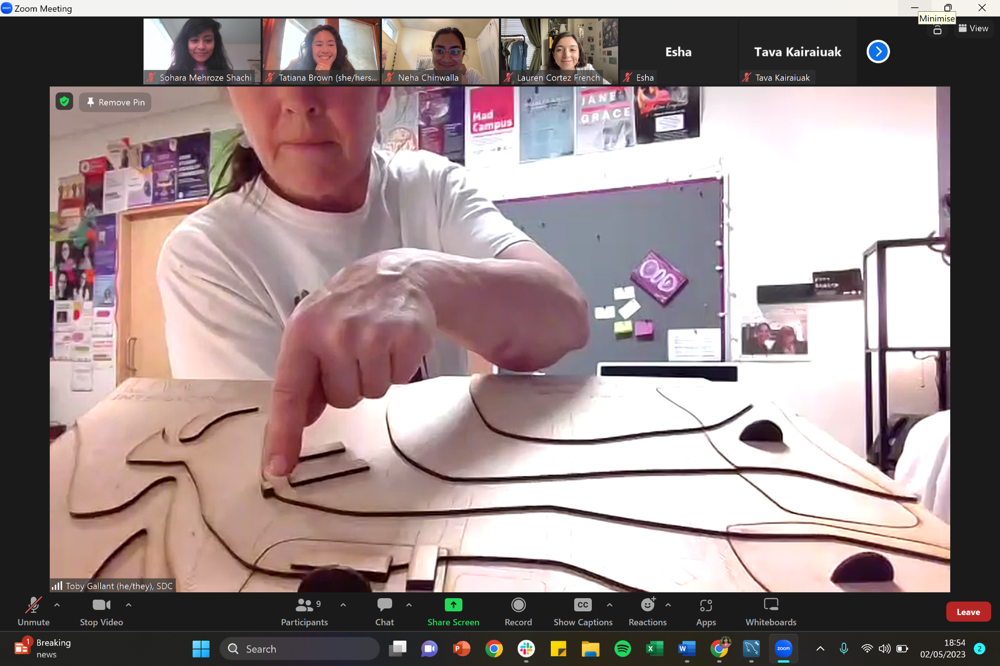 zoom
Zoom Meeting
Minimise
View
Sohara Mehroze Shachi
Tatiana Brown (she/hers...
Neha Chinwalla
Lauren Cortez French
Esha
Esha
Tava Kairaiuak
Tava Kairaiuak
Remove Pin
Mad
Campus
JANE
GRACE
Toby Gallant (he/they), SDC
Unmute
Stop Video
9
Participants
Chat
Share Screen
Record
CC
Show Captions
Reactions
Apps
Whiteboards
Leave
1
Breaking
news
Search
P
X
W
zoom
18:54
02/05/2023
2